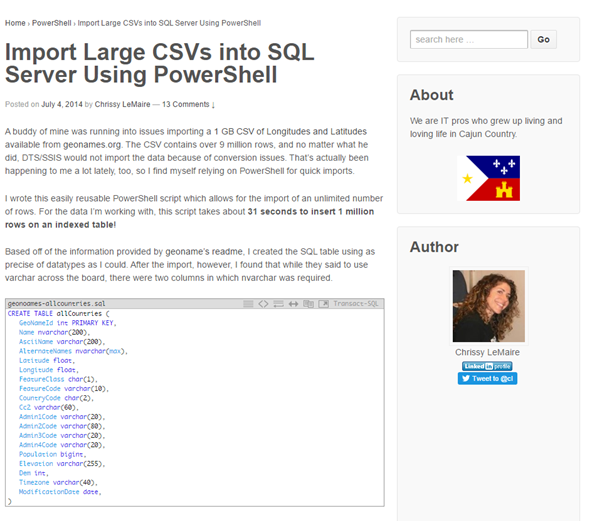 Home › PowerShell › Import Large CSVs into SQL Server Using PowerShell
Import Large CSVs into SQL
Server Using PowerShell
Posted on July 4, 2014 by Chrissy LeMaire — 13 Comments ↓
A buddy of mine was running into issues importing a 1 GB CSV of Longitudes and Latitudes
available from geonames.org. The CSV contains over 9 million rows, and no matter what he
did, DTS/SSIS would not import the data because of conversion issues. That's actually been
happening to me a lot lately, too, so I find myself relying on PowerShell for quick imports.
I wrote this easily reusable PowerShell script which allows for the import of an unlimited number
of rows. For the data I'm working with, this script takes about 31 seconds to insert 1 million
rows on an indexed table!
Based off of the information provided by geoname's readme, I created the SQL table using as
precise of datatypes as I could. After the import, however, I found that while they said to use
varchar across the board, there were two columns in which nvarchar was required.
geonoames-allcountries.sql
Transact-SQL
CREATE TABLE allCountries (
GeoNameId int PRIMARY KEY,
Name nvarchar(200),
AsciiName varchar(200),
AlternateNames nvarchar(max),
Latitude float,
Longitude float,
FeatureClass char(1),
FeatureCode varchar(10),
CountryCode char(2),
Cc2 varchar(60),
Admin1Code varchar(20),
Admin2Code varchar(80),
Admin3Code varchar(20),
Admin4Code varchar(20),
Population bigint,
Elevation varchar(255),
Dem int,
Timezone varchar(40),
ModificationDate date,
)
search here …
Go
About
We are IT pros who grew up living and
loving life in Cajun Country.
Author
Chrissy LeMaire
Linked in profile
Tweet to @cl